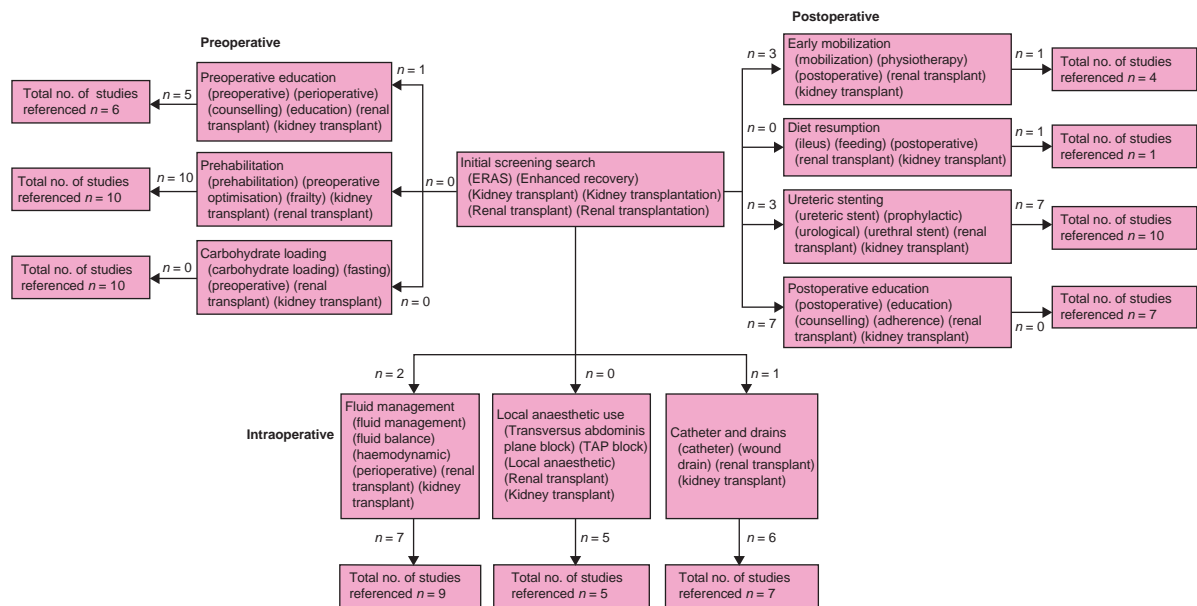 Preoperative
n = 1
Preoperative education
(preoperative) (perioperative)
(counselling) (education) (renal
transplant) (kidney transplant)
n = 5
Total no. of studies
referenced n = 6
Prehabilitation
(prehabilitation) (preoperative
optimisation) (frailty) (kidney
transplant) (renal transplant)
n = 0
n = 10
Total no. of studies
referenced n = 10
Carbohydrate loading
(carbohydrate loading) (fasting)
(preoperative) (renal
transplant) (kidney transplant)
n = 0
n = 0
Total no. of studies
referenced n = 10
Initial screening search
(ERAS) (Enhanced recovery)
(Kidney transplant) (Kidney transplantation)
(Renal transplant) (Renal transplantation)
Postoperative
n = 3
Early mobilization
(mobilization) (physiotherapy)
(postoperative) (renal transplant)
(kidney transplant)
n = 1
Total no. of studies
referenced n = 4
n = 0
Diet resumption
(ileus) (feeding) (postoperative)
(renal transplant) (kidney transplant)
n = 1
Total no. of studies
referenced n = 1
n = 3
Ureteric stenting
(ureteric stent) (prophylactic)
(urological) (urethral stent) (renal
transplant) (kidney transplant)
n = 7
Total no. of studies
referenced n = 10
n = 7
Postoperative education
(postoperative) (education)
(counselling) (adherence) (renal
transplant) (kidney transplant)
n = 0
Total no. of studies
referenced n = 7
Intraoperative
n = 2
Fluid management
(fluid management)
(fluid balance)
(haemodynamic)
(perioperative) (renal
transplant) (kidney
transplant)
n = 7
Total no. of studies
referenced n = 9
n = 0
Local anaesthetic use
(Transversus abdominis
plane block) (TAP block)
(Local anaesthetic)
(Renal transplant)
(Kidney transplant)
n = 5
Total no. of studies
referenced n = 5
n = 1
Catheter and drains
(catheter) (wound
drain) (renal transplant)
(kidney transplant)
n = 6
Total no. of studies
referenced n = 7